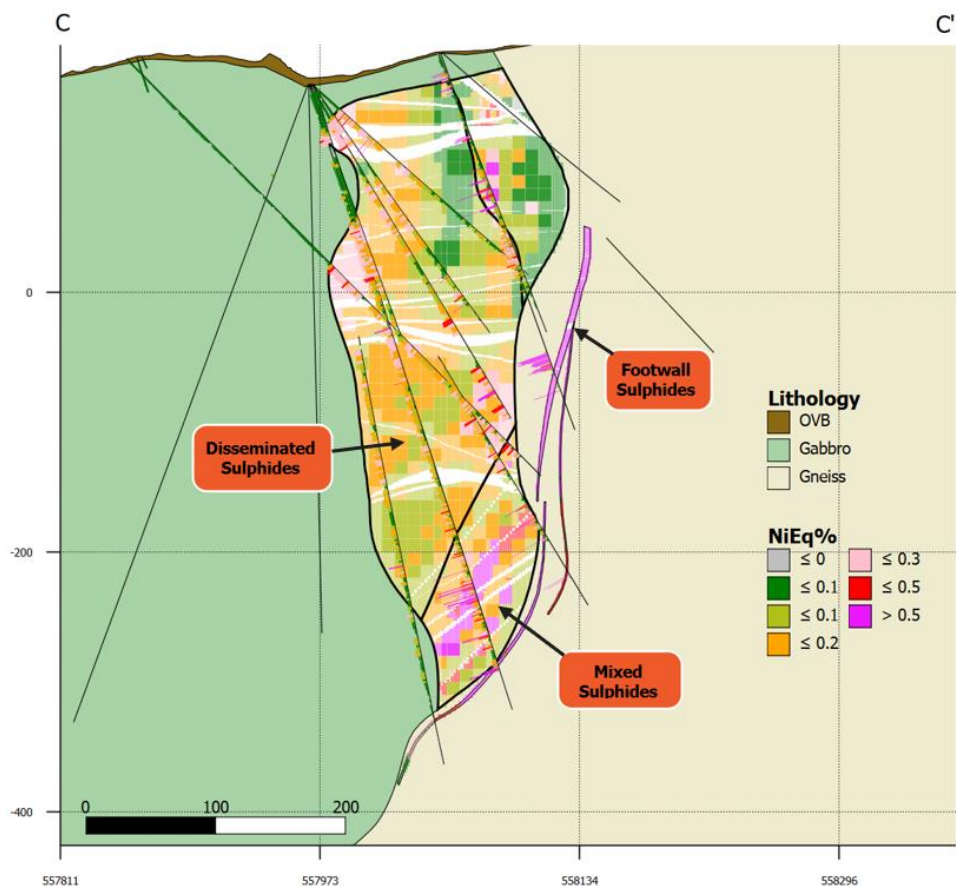 C
C'
0
-200
-400
Footwall
Sulphides
Disseminated
Sulphides
Mixed
Sulphides
Lithology
OVB
Gabbro
Gneiss
NiEq%
≤ 0
≤ 0.3
≤ 0.1
≤ 0.5
≤ 0.1
> 0.5
≤ 0.2
0
100
200
557811
557973
558134
558296